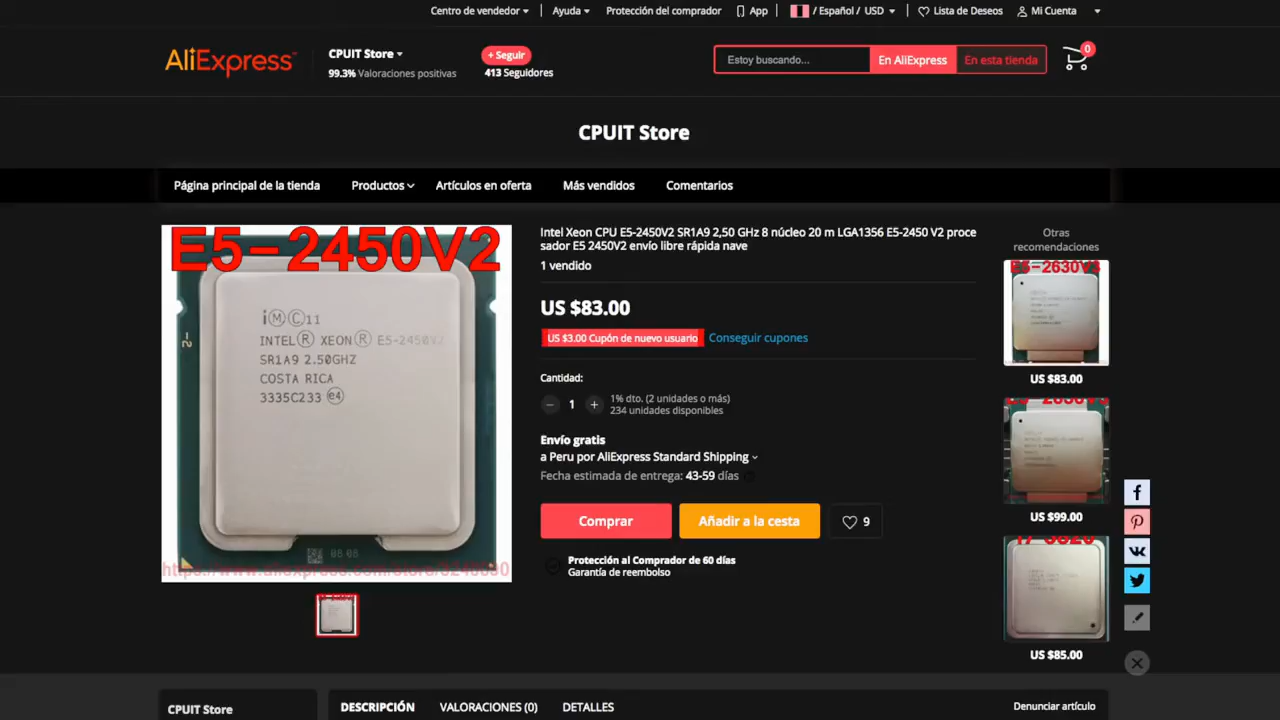 Centro de vendedor
Ayuda
Protección del comprador
App
/ Español / USD
Lista de Deseos
Mi Cuenta
AliExpress
CPUIT Store
99.3% Valoraciones positivas
+ Seguir
413 Seguidores
Estoy buscando...
En AliExpress
En esta tienda
0
CPUIT Store
Página principal de la tienda
Productos
Artículos en oferta
Más vendidos
Comentarios
E5-2450V2
i Ⓜ Ⓒ 11
INTEL® XEON® E5-2450V2
SR1A9 2.50GHZ
COSTA RICA
3335C233 e4
Intel Xeon CPU E5-2450V2 SR1A9 2,50 GHz 8 núcleo 20 m LGA1356 E5-2450 V2 proce
sador E5 2450V2 envío libre rápida nave
1 vendido
US $83.00
US $3.00 Cupón de nuevo usuario
Conseguir cupones
Cantidad:
1
1% dto. (2 unidades o más)
234 unidades disponibles
Envío gratis
a Peru por AliExpress Standard Shipping
Fecha estimada de entrega: 43-59 días
Comprar
Añadir a la cesta
9
Protección al Comprador de 60 días
Garantía de reembolso
Otras
recomendaciones
E5-2630V3
US $83.00
US $99.00
US $85.00
CPUIT Store
DESCRIPCIÓN
VALORACIONES (0)
DETALLES
Denunciar artículo